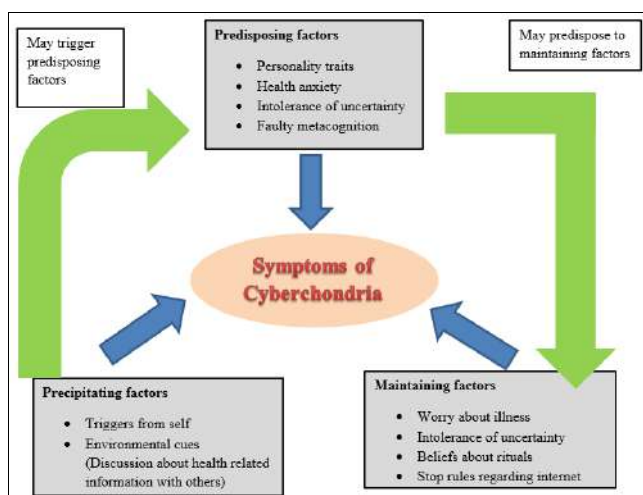 May trigger
predisposing
factors
Predisposing factors
• Personality traits
• Health anxiety
• Intolerance of uncertainty
• Faulty metacognition
May predispose to
maintaining factors
Symptoms of
Cyberchondria
Precipitating factors
• Triggers from self
• Environmental cues
(Discussion about health related
information with others)
Maintaining factors
• Worry about illness
• Intolerance of uncertainty
• Beliefs about rituals
• Stop rules regarding internet